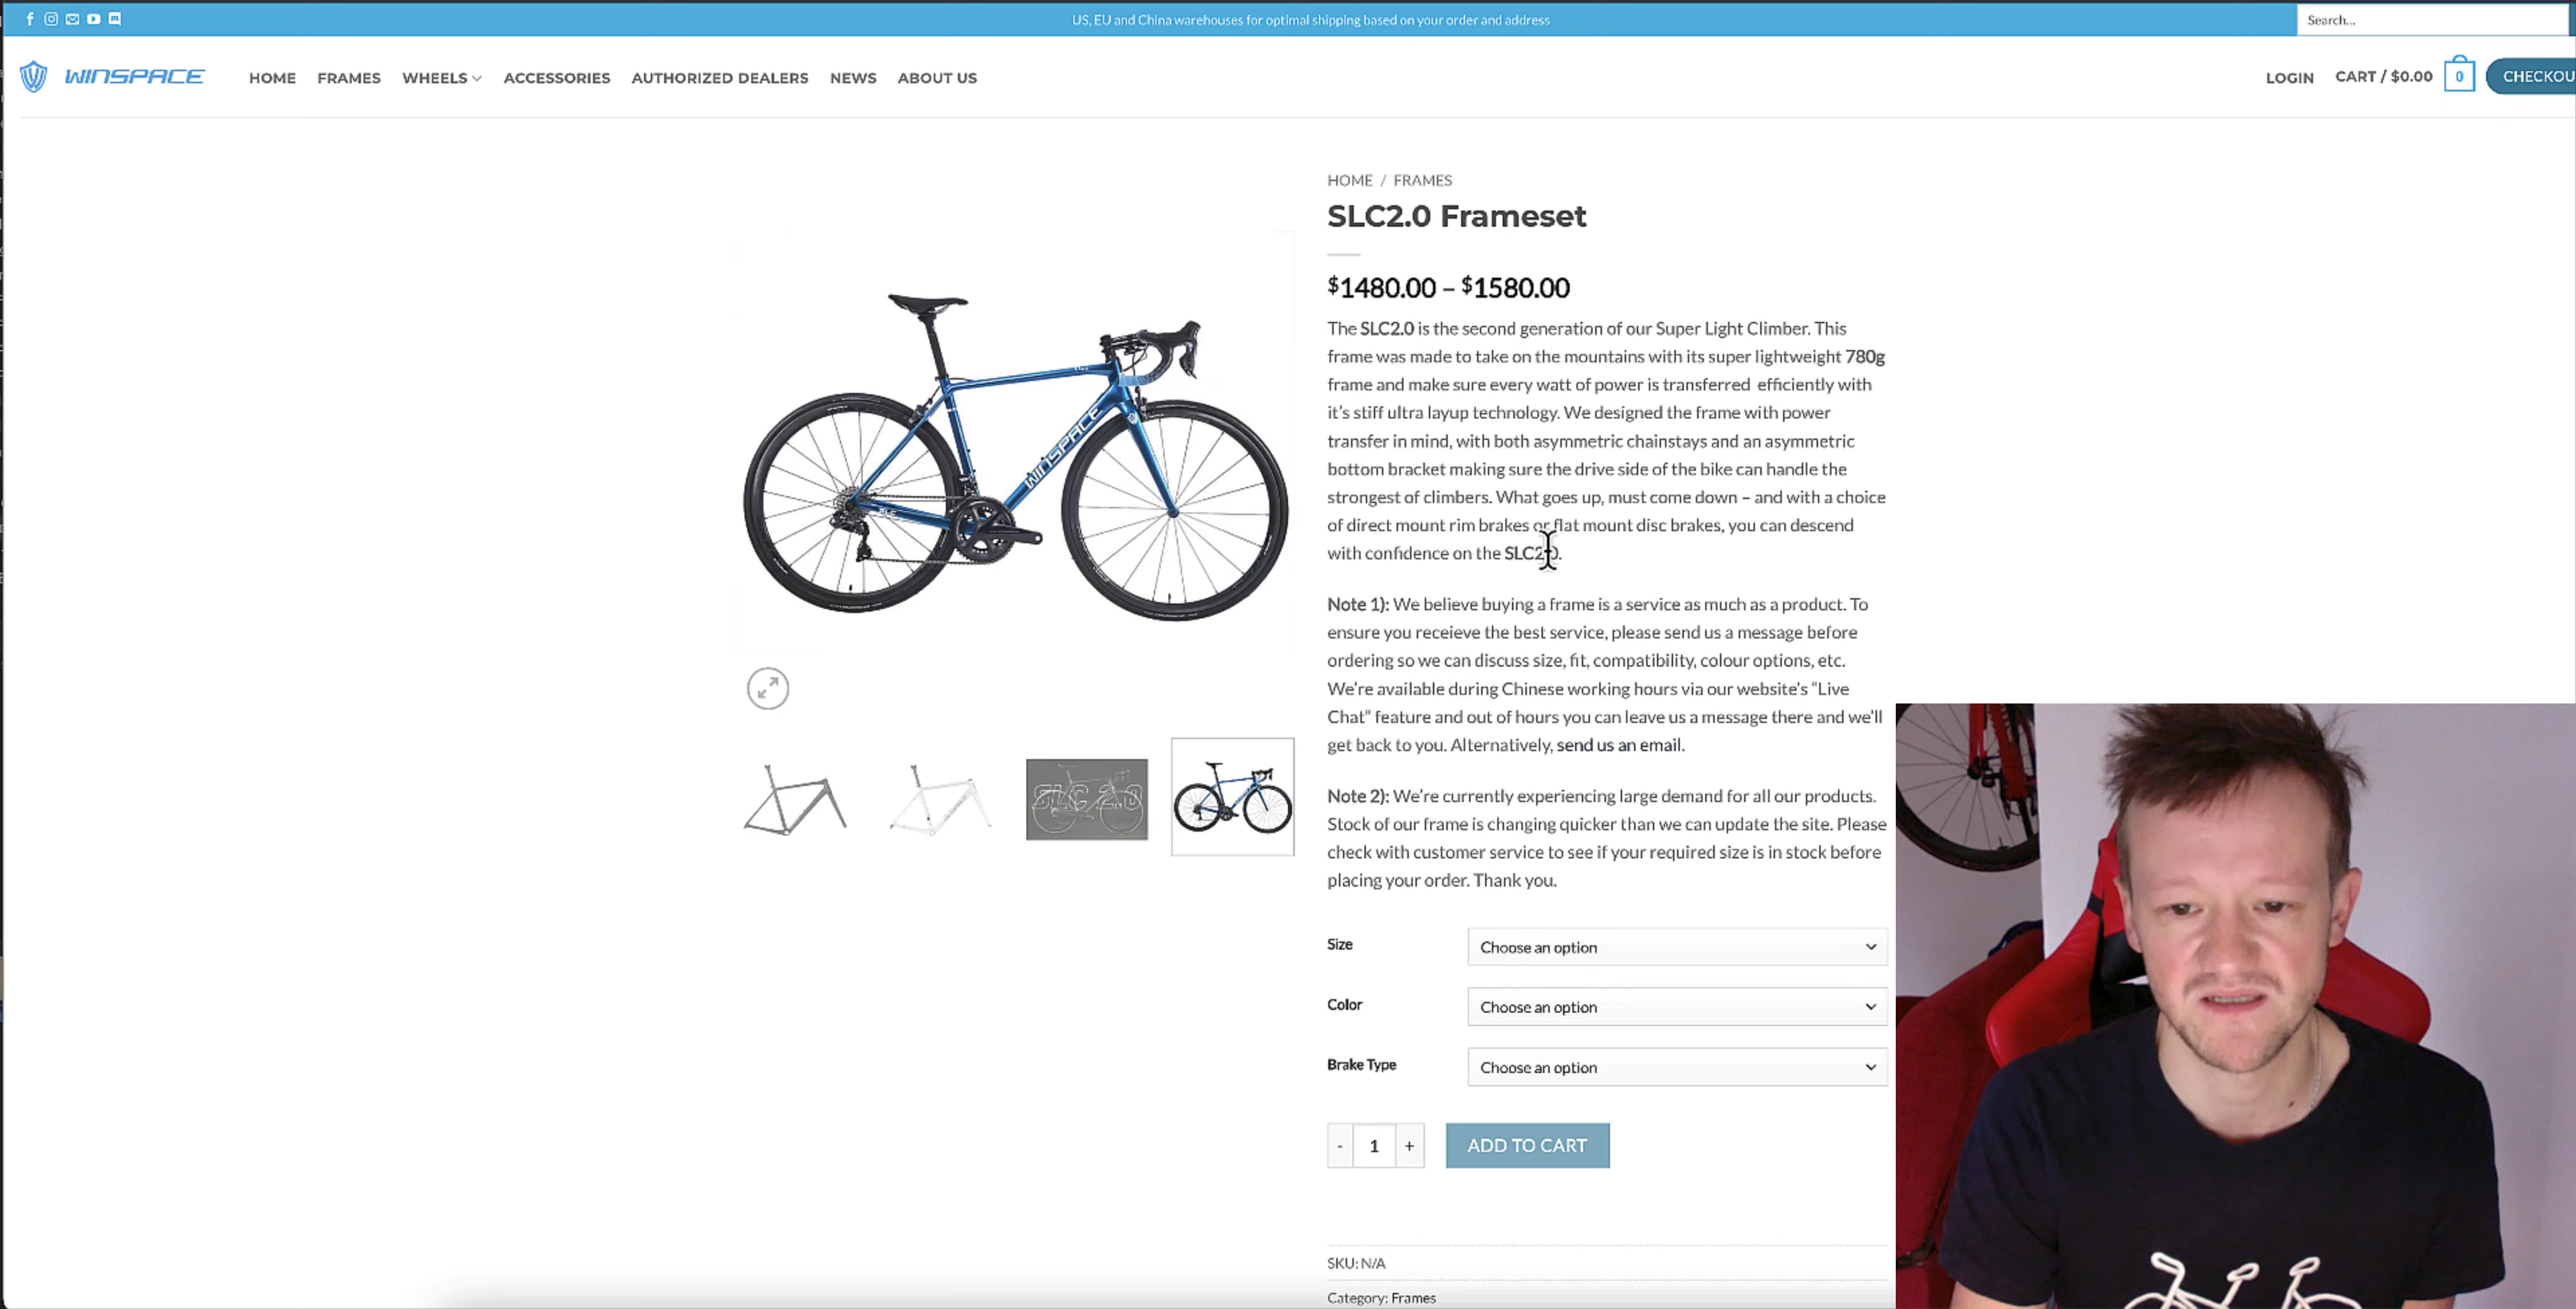 US, EU and China warehouses for optimal shipping based on your order and address
Search...
WINSPACE
HOME FRAMES WHEELS ACCESSORIES AUTHORIZED DEALERS NEWS ABOUT US
LOGIN CART / $0.00 0 CHECKOU
HOME / FRAMES
SLC2.0 Frameset
$1480.00 – $1580.00
The SLC2.0 is the second generation of our Super Light Climber. This
frame was made to take on the mountains with its super lightweight 780g
frame and make sure every watt of power is transferred efficiently with
it's stiff ultra layup technology. We designed the frame with power
transfer in mind, with both asymmetric chainstays and an asymmetric
bottom bracket making sure the drive side of the bike can handle the
strongest of climbers. What goes up, must come down – and with a choice
of direct mount rim brakes or flat mount disc brakes, you can descend
with confidence on the SLC2.0.
WINSPACE
SLC 2.0
Note 1): We believe buying a frame is a service as much as a product. To
ensure you receieve the best service, please send us a message before
ordering so we can discuss size, fit, compatibility, colour options, etc.
We're available during Chinese working hours via our website's "Live
Chat" feature and out of hours you can leave us a message there and we'll
get back to you. Alternatively, send us an email.
Note 2): We're currently experiencing large demand for all our products.
Stock of our frame is changing quicker than we can update the site. Please
check with customer service to see if your required size is in stock before
placing your order. Thank you.
Size Choose an option
Color Choose an option
Brake Type Choose an option
- 1 + ADD TO CART
SKU: N/A
Category: Frames